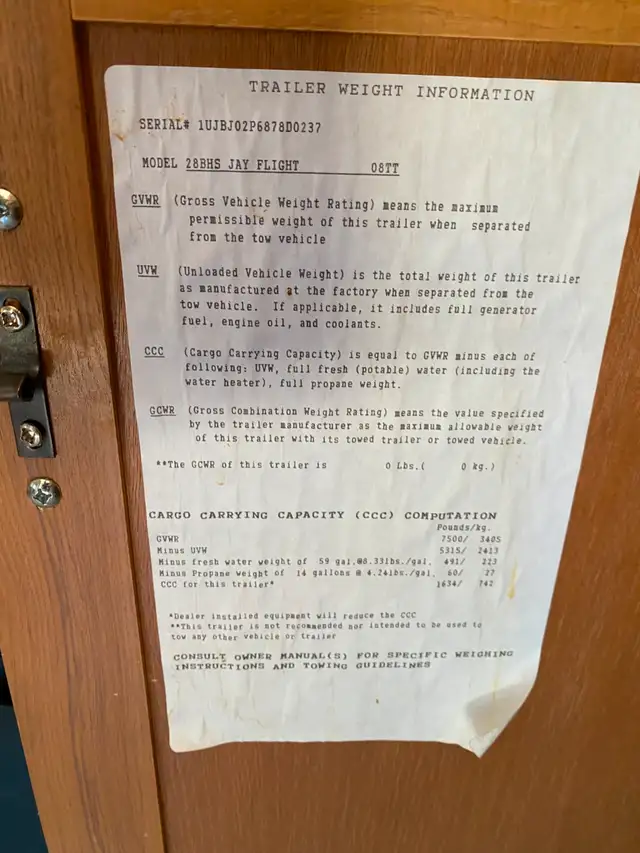 TRAILER WEIGHT INFORMATION
SERIAL# 1UJBJ02P6878D0237
MODEL 28BHS JAY FLIGHT 08TT
GVWR (Gross Vehicle Weight Rating) means the maximum
permissible weight of this trailer when separated
from the tow vehicle
UVW (Unloaded Vehicle Weight) is the total weight of this trailer
as manufactured at the factory when separated from the
tow vehicle. If applicable, it includes full generator
fuel, engine oil, and coolants.
CCC (Cargo Carrying Capacity) is equal to GVWR minus each of
following: UVW, full fresh (potable) water (including the
water heater), full propane weight.
GCWR (Gross Combination Weight Rating) means the value specified
by the trailer manufacturer as the maximum allowable weight
of this trailer with its towed trailer or towed vehicle.
**The GCWR of this trailer is 0 Lbs.( 0 kg.)
CARGO CARRYING CAPACITY (CCC) COMPUTATION
Pounds/kg.
GVWR 7500/ 3405
Minus UVW 5315/ 2413
Minus fresh water weight of 59 gal.@8.33lbs./gal. 491/ 223
Minus Propane weight of 14 gallons @ 4.24lbs./gal. 60/ 27
CCC for this trailer* 1634/ 742
*Dealer installed equipment will reduce the CCC
**This trailer is not recommended nor intended to be used to
tow any other vehicle or trailer
CONSULT OWNER MANUAL(S) FOR SPECIFIC WEIGHING
INSTRUCTIONS AND TOWING GUIDELINES